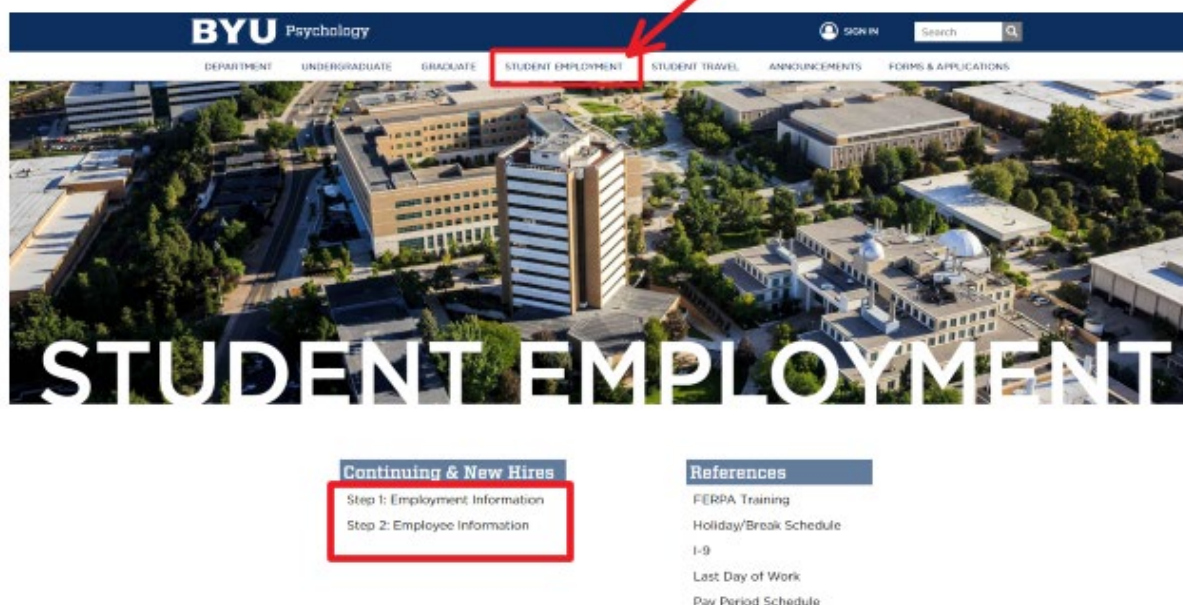 BYU Psychology
SIGN IN
Search
DEPARTMENT UNDERGRADUATE GRADUATE STUDENT EMPLOYMENT STUDENT TRAVEL ANNOUNCEMENTS FORMS & APPLICATIONS
STUDENT EMPLOYMENT
Continuing & New Hires
Step 1: Employment Information
Step 2: Employee Information
References
FERPA Training
Holiday/Break Schedule
I-9
Last Day of Work
Pay Period Schedule